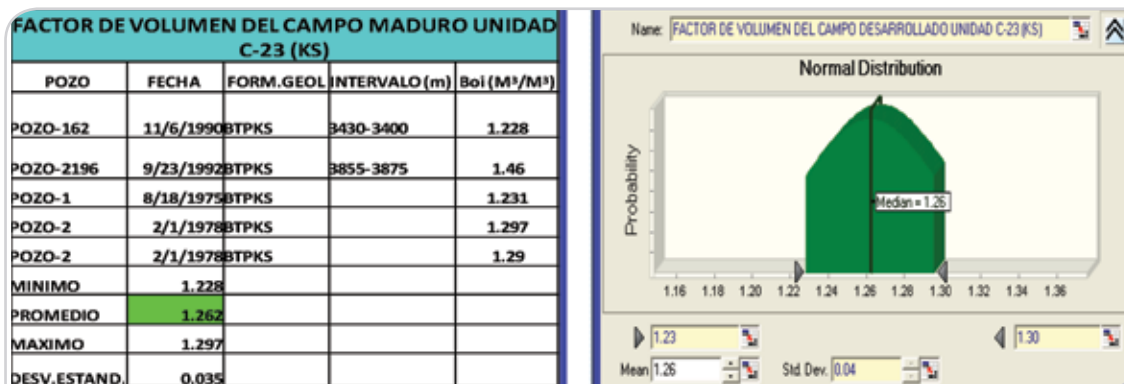 FACTOR DE VOLUMEN DEL CAMPO MADURO UNIDAD
C-23 (KS)
POZO FECHA FORM.GEOL INTERVALO (m) Boi (M³/M³)
POZO-162 11/6/1990 BTPKS 3430-3400 1.228
POZO-2196 9/23/1992 BTPKS 3855-3875 1.46
POZO-1 8/18/1975 BTPKS 1.231
POZO-2 2/1/1978 BTPKS 1.297
POZO-2 2/1/1978 BTPKS 1.29
MINIMO 1.228
PROMEDIO 1.262
MAXIMO 1.297
DESV.ESTAND. 0.035
Name: FACTOR DE VOLUMEN DEL CAMPO DESARROLLADO UNIDAD C-23 (KS)
Normal Distribution
Probability
Median = 1.26
1.16 1.18 1.20 1.22 1.24 1.26 1.28 1.30 1.32 1.34 1.36
1.23 1.30
Mean 1.26 Std. Dev. 0.04